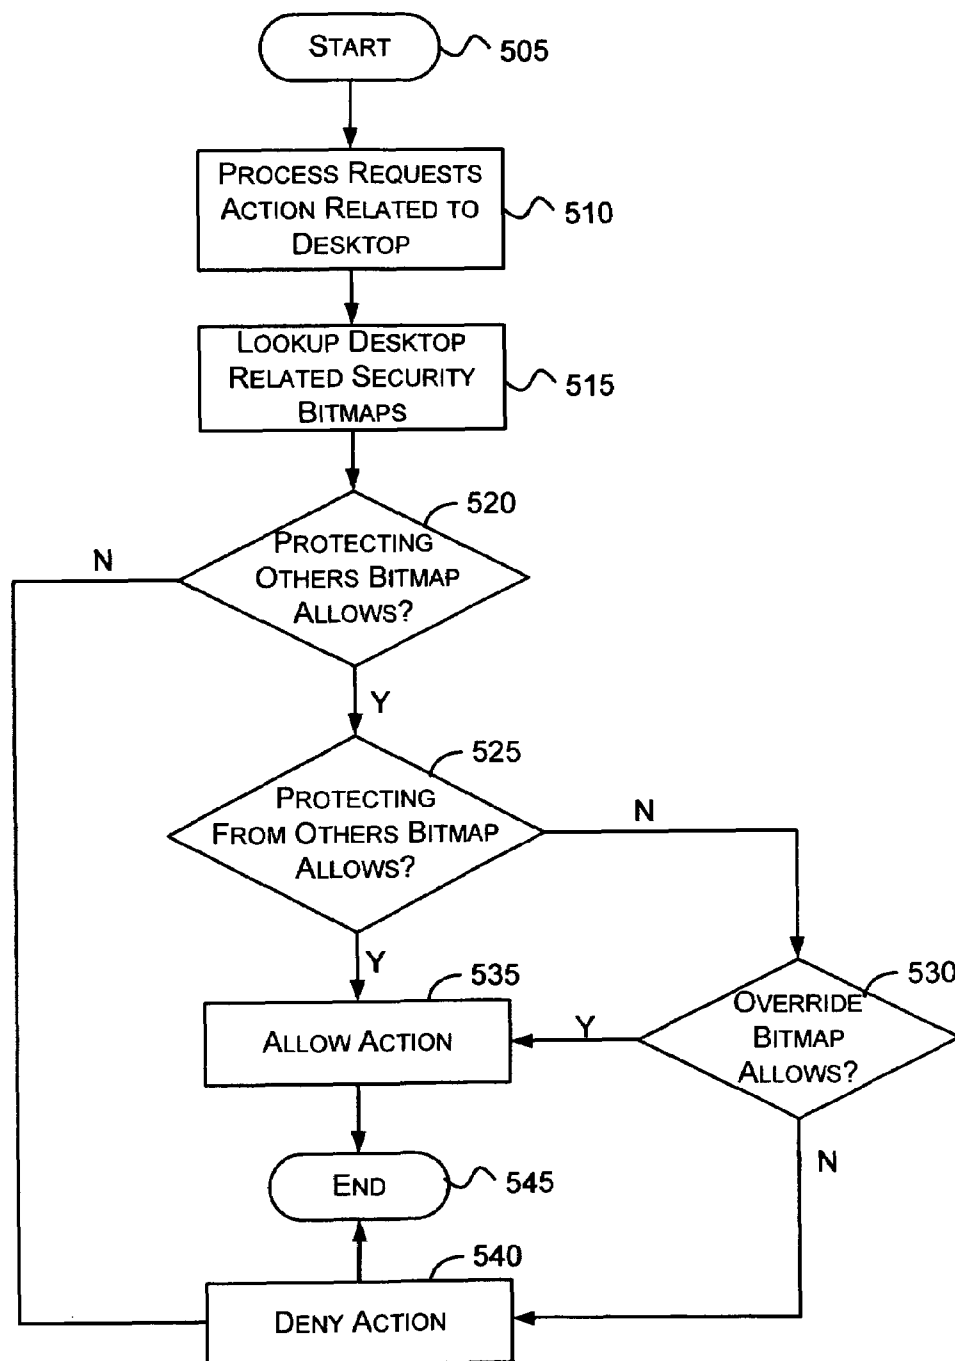 START
505
PROCESS REQUESTS
ACTION RELATED TO
DESKTOP
510
LOOKUP DESKTOP
RELATED SECURITY
BITMAPS
515
520
PROTECTING
OTHERS BITMAP
ALLOWS?
N
Y
525
PROTECTING
FROM OTHERS BITMAP
ALLOWS?
N
Y
530
OVERRIDE
BITMAP
ALLOWS?
Y
N
535
ALLOW ACTION
END
545
540
DENY ACTION